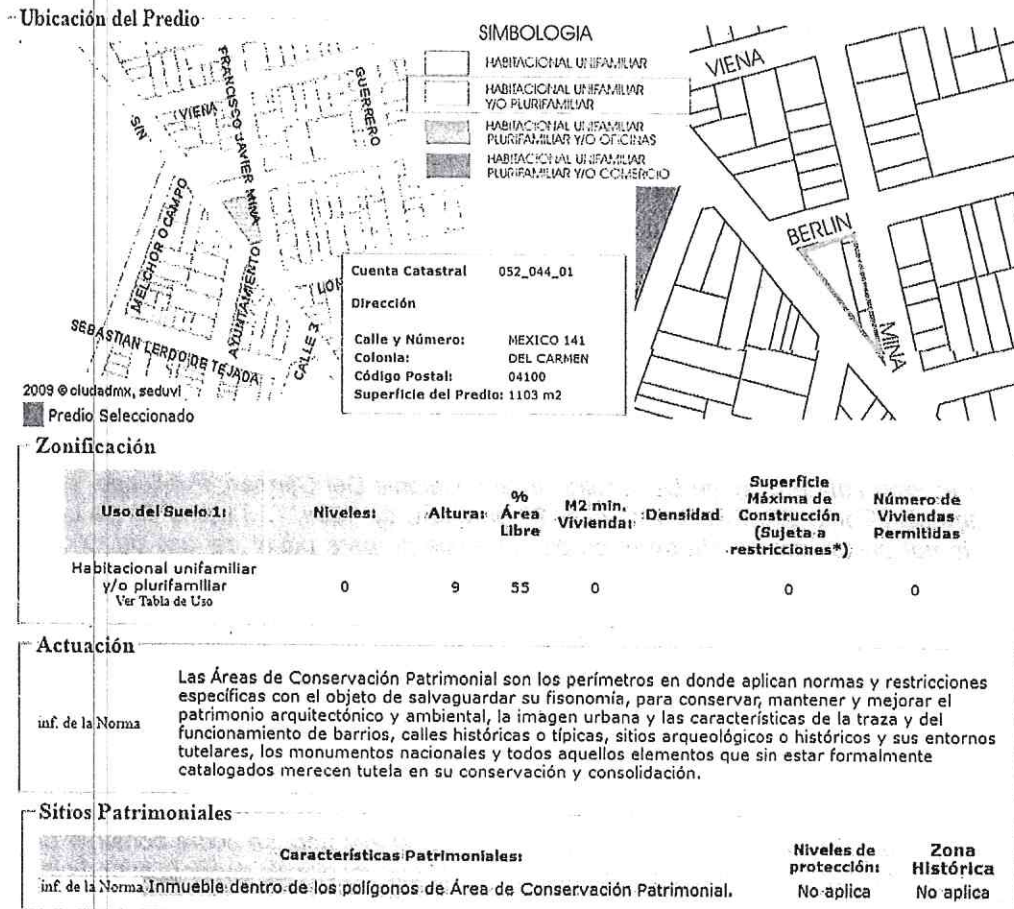 Ubicación del Predio
SIMBOLOGIA
HABITACIONAL UNIFAMILIAR
HABITACIONAL UNIFAMILIAR
Y/O PLURIFAMILIAR
HABITACIONAL UNIFAMILIAR
PLURIFAMILIAR Y/O OFICINAS
HABITACIONAL UNIFAMILIAR
PLURIFAMILIAR Y/O COMERCIO
FRANCISCO JAVIER MINA
GUERRERO
VIENA
SIN
MELCHOR OCAMPO
AYUNTAMIENTO
CALLE 3
SEBASTIAN LERDO DE TEJADA
VIENA
BERLIN
MINA
Cuenta Catastral 052_044_01
Dirección
Calle y Número: MEXICO 141
Colonia: DEL CARMEN
Código Postal: 04100
Superficie del Predio: 1103 m2
2009 © ciudadmx, seduvi
Predio Seleccionado
Zonificación
Uso del Suelo 1: Niveles: Altura: % Área Libre M2 min. Vivienda: Densidad Superficie Máxima de Construcción (Sujeta a restricciones*) Número de Viviendas Permitidas
Habitacional unifamiliar
y/o plurifamiliar 0 9 55 0 0 0
Ver Tabla de Uso
Actuación
inf. de la Norma
Las Áreas de Conservación Patrimonial son los perímetros en donde aplican normas y restricciones
específicas con el objeto de salvaguardar su fisonomía, para conservar, mantener y mejorar el
patrimonio arquitectónico y ambiental, la imagen urbana y las características de la traza y del
funcionamiento de barrios, calles históricas o típicas, sitios arqueológicos o históricos y sus entornos
tutelares, los monumentos nacionales y todos aquellos elementos que sin estar formalmente
catalogados merecen tutela en su conservación y consolidación.
Sitios Patrimoniales
Características Patrimoniales: Niveles de protección: Zona Histórica
inf. de la Norma Inmueble dentro de los polígonos de Área de Conservación Patrimonial. No aplica No aplica